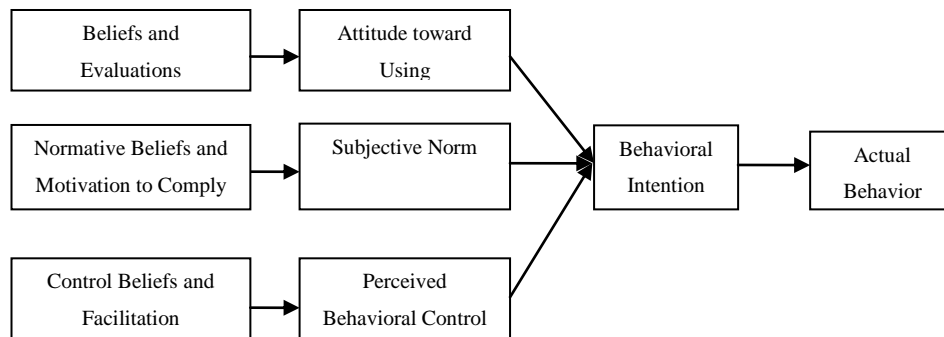 Beliefs and
Evaluations
Attitude toward
Using
Normative Beliefs and
Motivation to Comply
Subjective Norm
Behavioral
Intention
Actual
Behavior
Control Beliefs and
Facilitation
Perceived
Behavioral Control